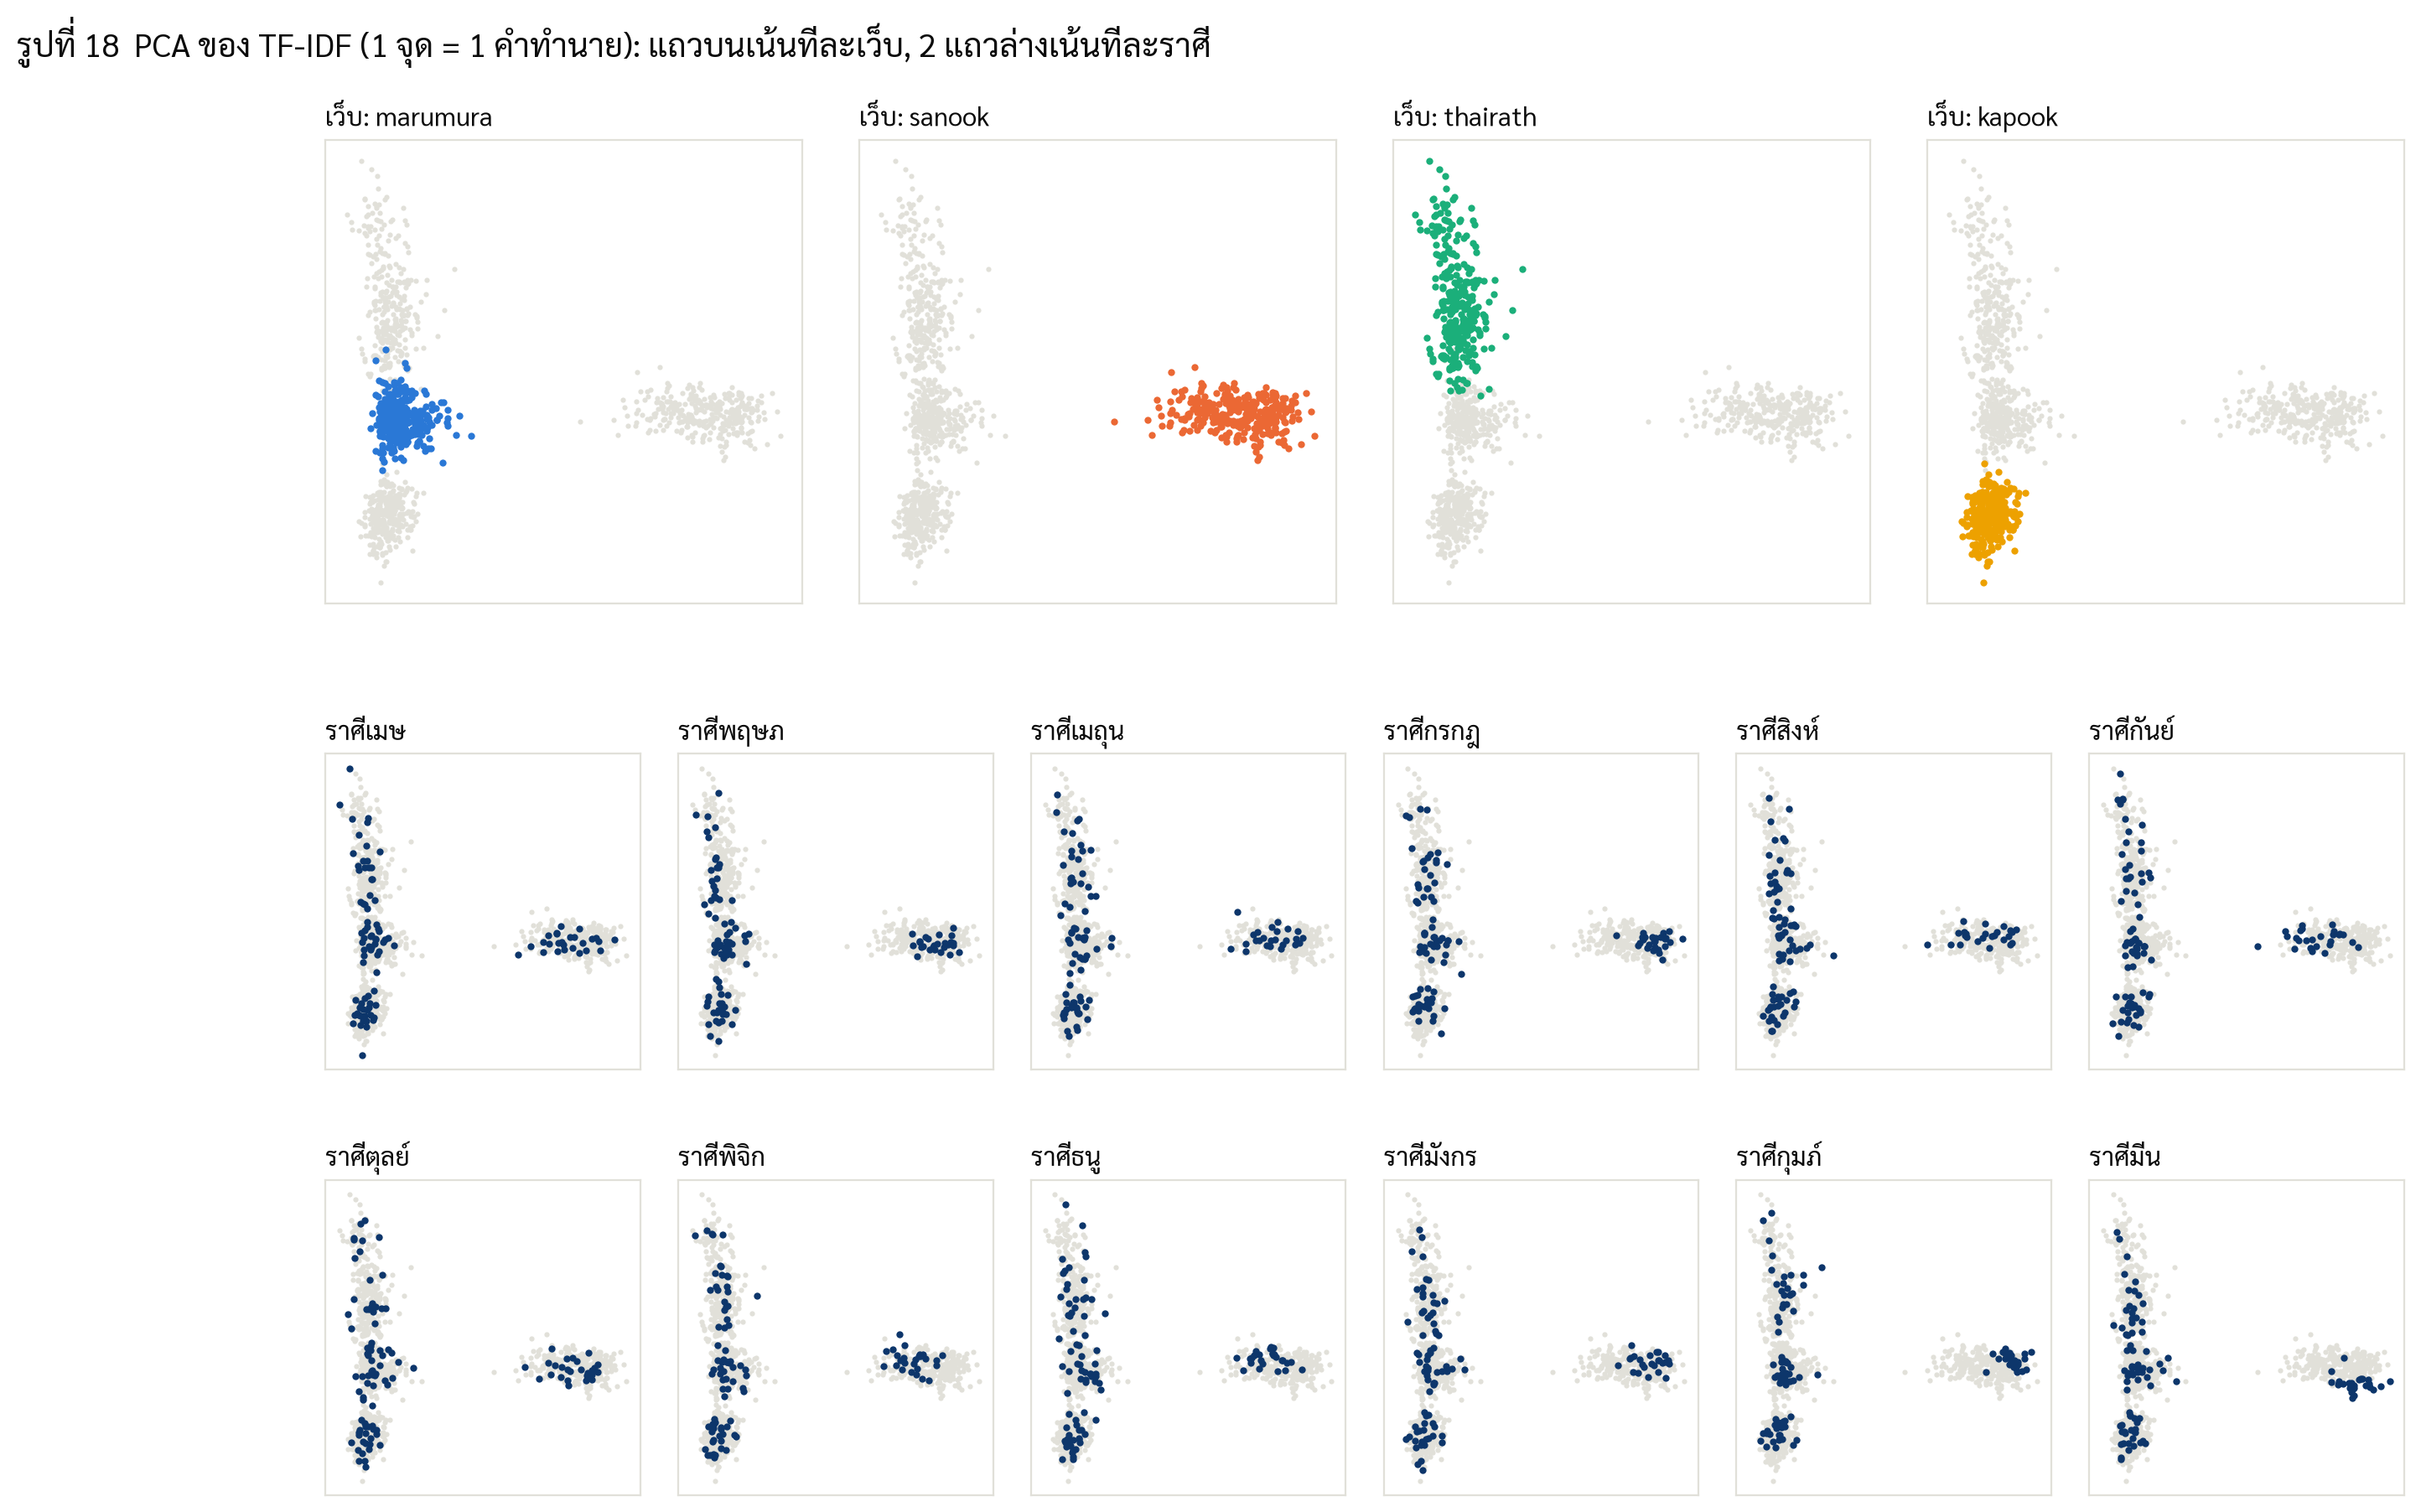 รูปที่ 18  PCA ของ TF-IDF (1 จุด = 1 คำทำนาย): แถวบนเน้นทีละเว็บ, 2 แถวล่างเน้นทีละราศี
เว็บ: marumura
เว็บ: sanook
เว็บ: thairath
เว็บ: kapook
ราศีเมษ
ราศีพฤษภ
ราศีเมถุน
ราศีกรกฎ
ราศีสิงห์
ราศีกันย์
ราศีตุลย์
ราศีพิจิก
ราศีธนู
ราศีมังกร
ราศีกุมภ์
ราศีมีน